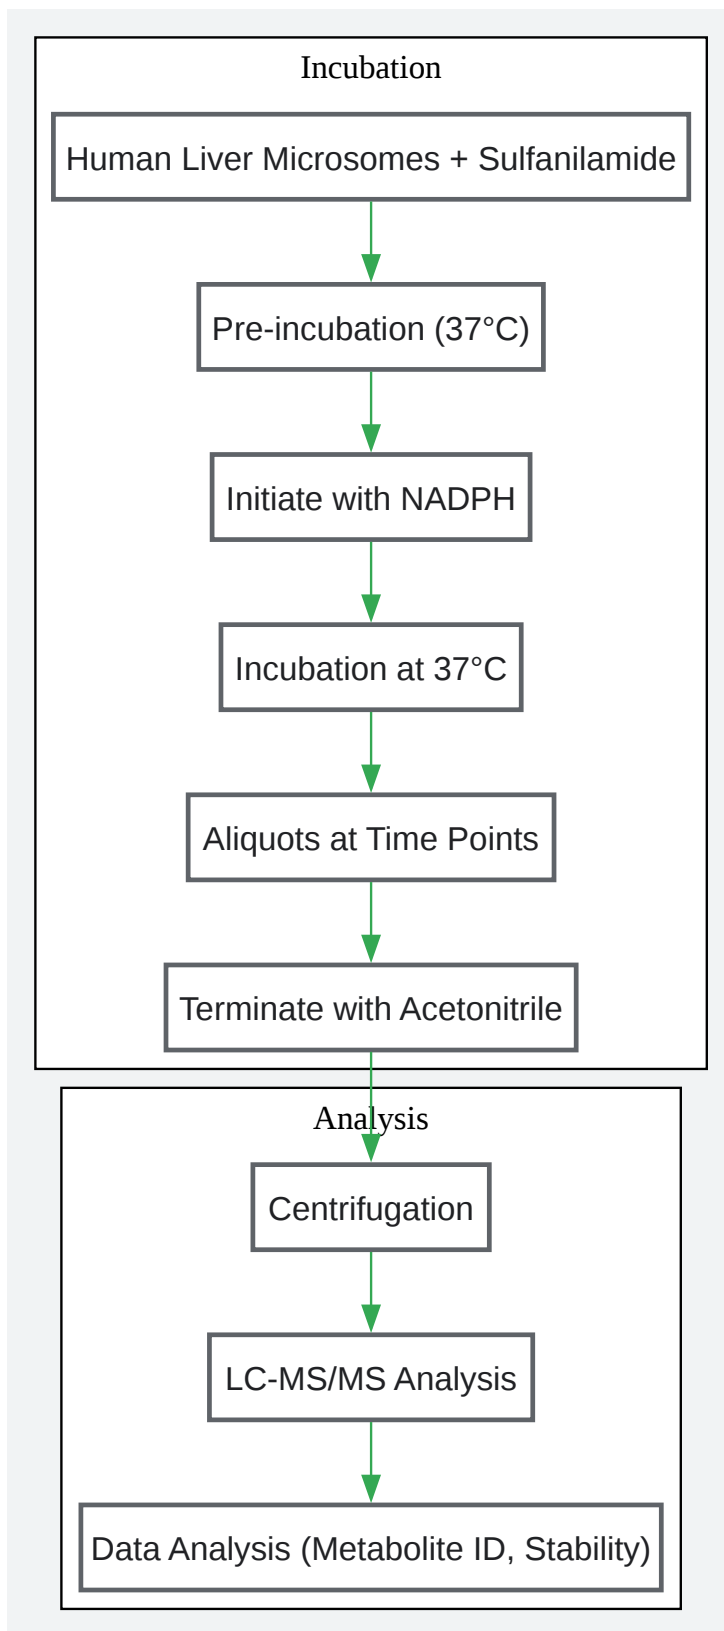 Incubation
Human Liver Microsomes + Sulfanilamide
Pre-incubation (37°C)
Initiate with NADPH
Incubation at 37°C
Aliquots at Time Points
Terminate with Acetonitrile
Analysis
Centrifugation
LC-MS/MS Analysis
Data Analysis (Metabolite ID, Stability)